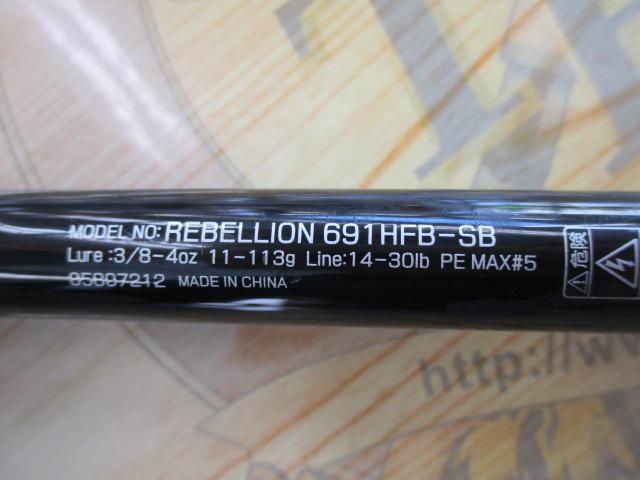 MODEL NO: REBELLION 691HFB-SB
Lure :3/8-4oz 11-113g Line:14-30lb PE MAX#5
05807212 MADE IN CHINA
危険
http://w